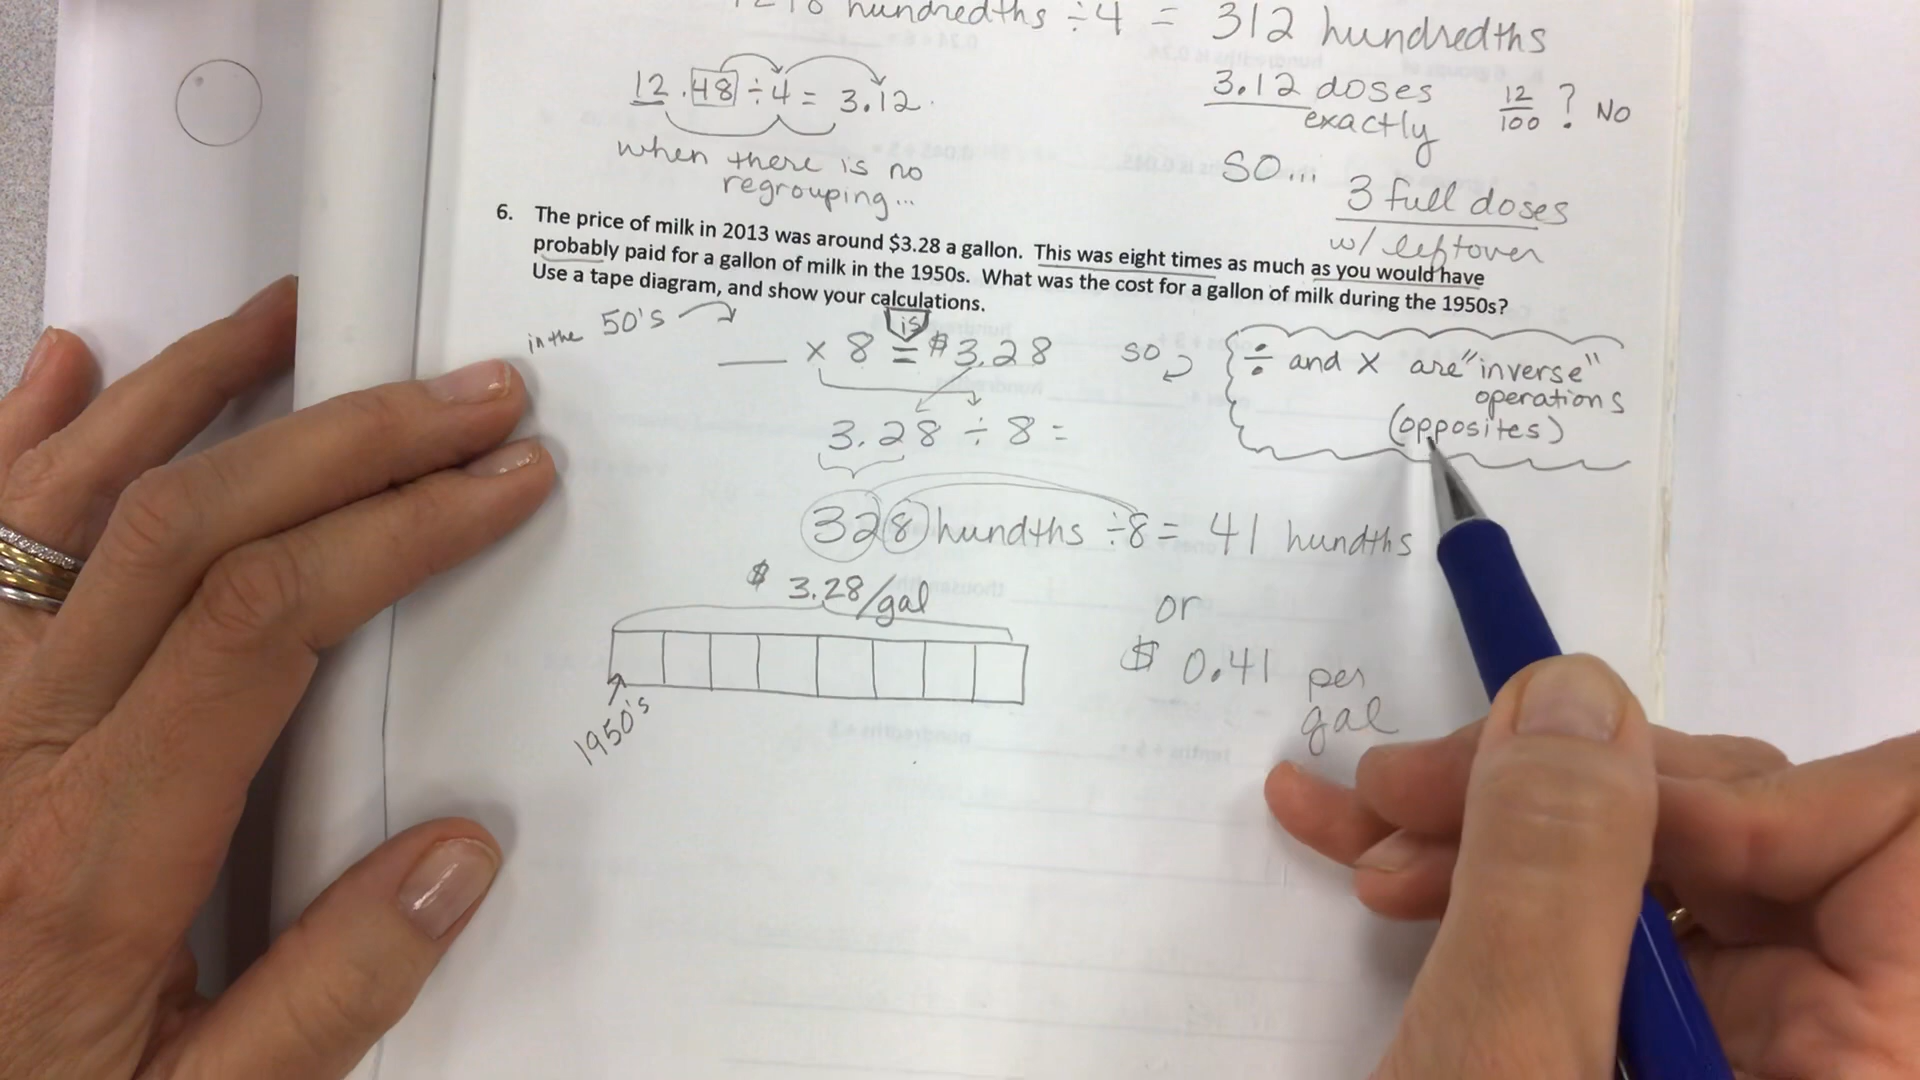 hundredths ÷4 = 312 hundredths
12.48 ÷ 4 = 3.12
when there is no
regrouping...
3.12 doses
exactly
12/100 ? No
SO...
3 full doses
w/ leftover
6. The price of milk in 2013 was around $3.28 a gallon. This was eight times as much as you would have
probably paid for a gallon of milk in the 1950s. What was the cost for a gallon of milk during the 1950s?
Use a tape diagram, and show your calculations.
in the 50's
is
___ x 8 = $3.28
so
÷ and x are "inverse"
operations
(opposites)
3.28 ÷ 8 =
328 hundths ÷8 = 41 hundths
$ 3.28/gal
1950's
or
$ 0.41 per
gal